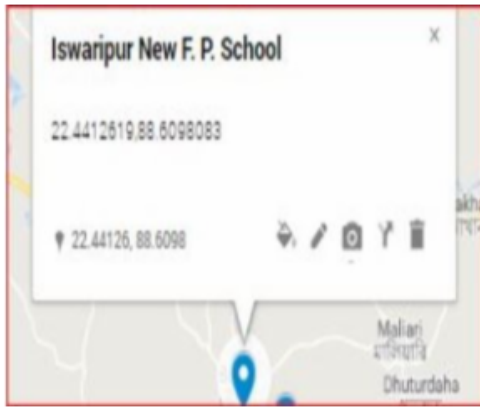 Iswaripur New F. P. School
22.4412619,88.6098083
22.44126, 88.6098
Maliari
Dhuturdaha